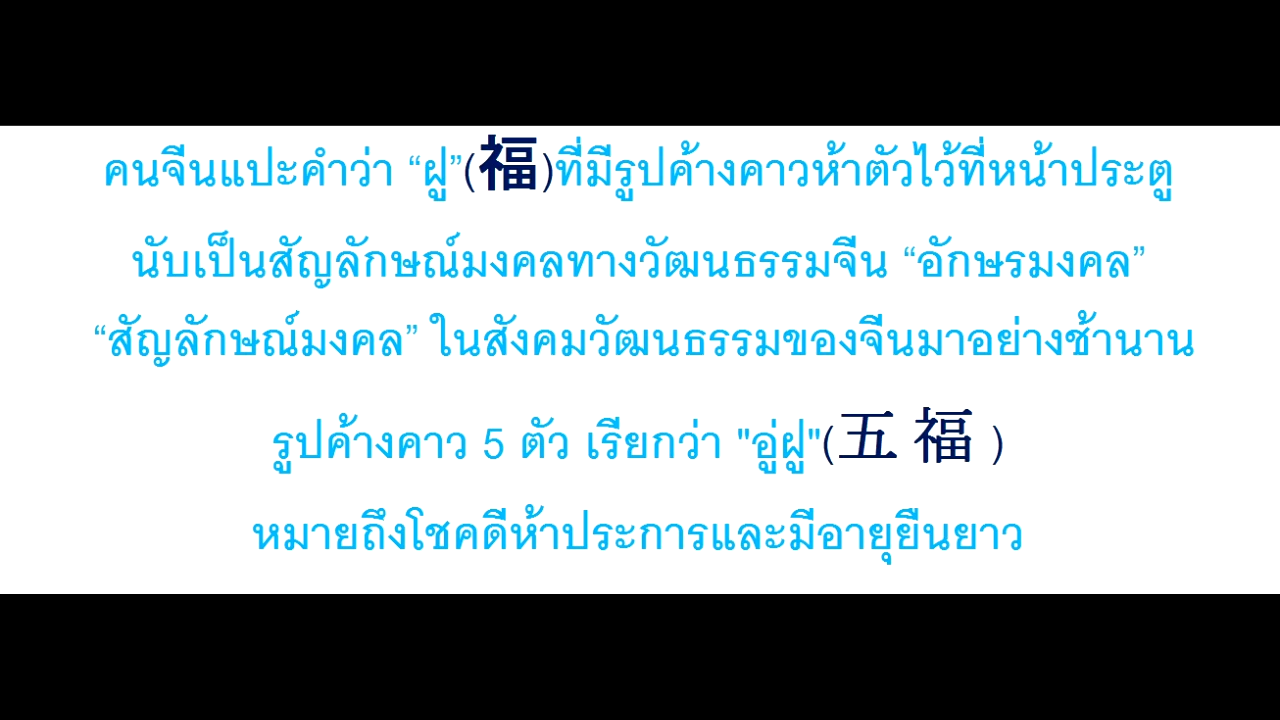 คนจีนแปะคำว่า “ฝู”(福)ที่มีรูปค้างคาวห้าตัวไว้ที่หน้าประตู
นับเป็นสัญลักษณ์มงคลทางวัฒนธรรมจีน “อักษรมงคล”
“สัญลักษณ์มงคล” ในสังคมวัฒนธรรมของจีนมาอย่างช้านาน
รูปค้างคาว 5 ตัว เรียกว่า "อู่ฝู"(五 福 )
หมายถึงโชคดีห้าประการและมีอายุยืนยาว